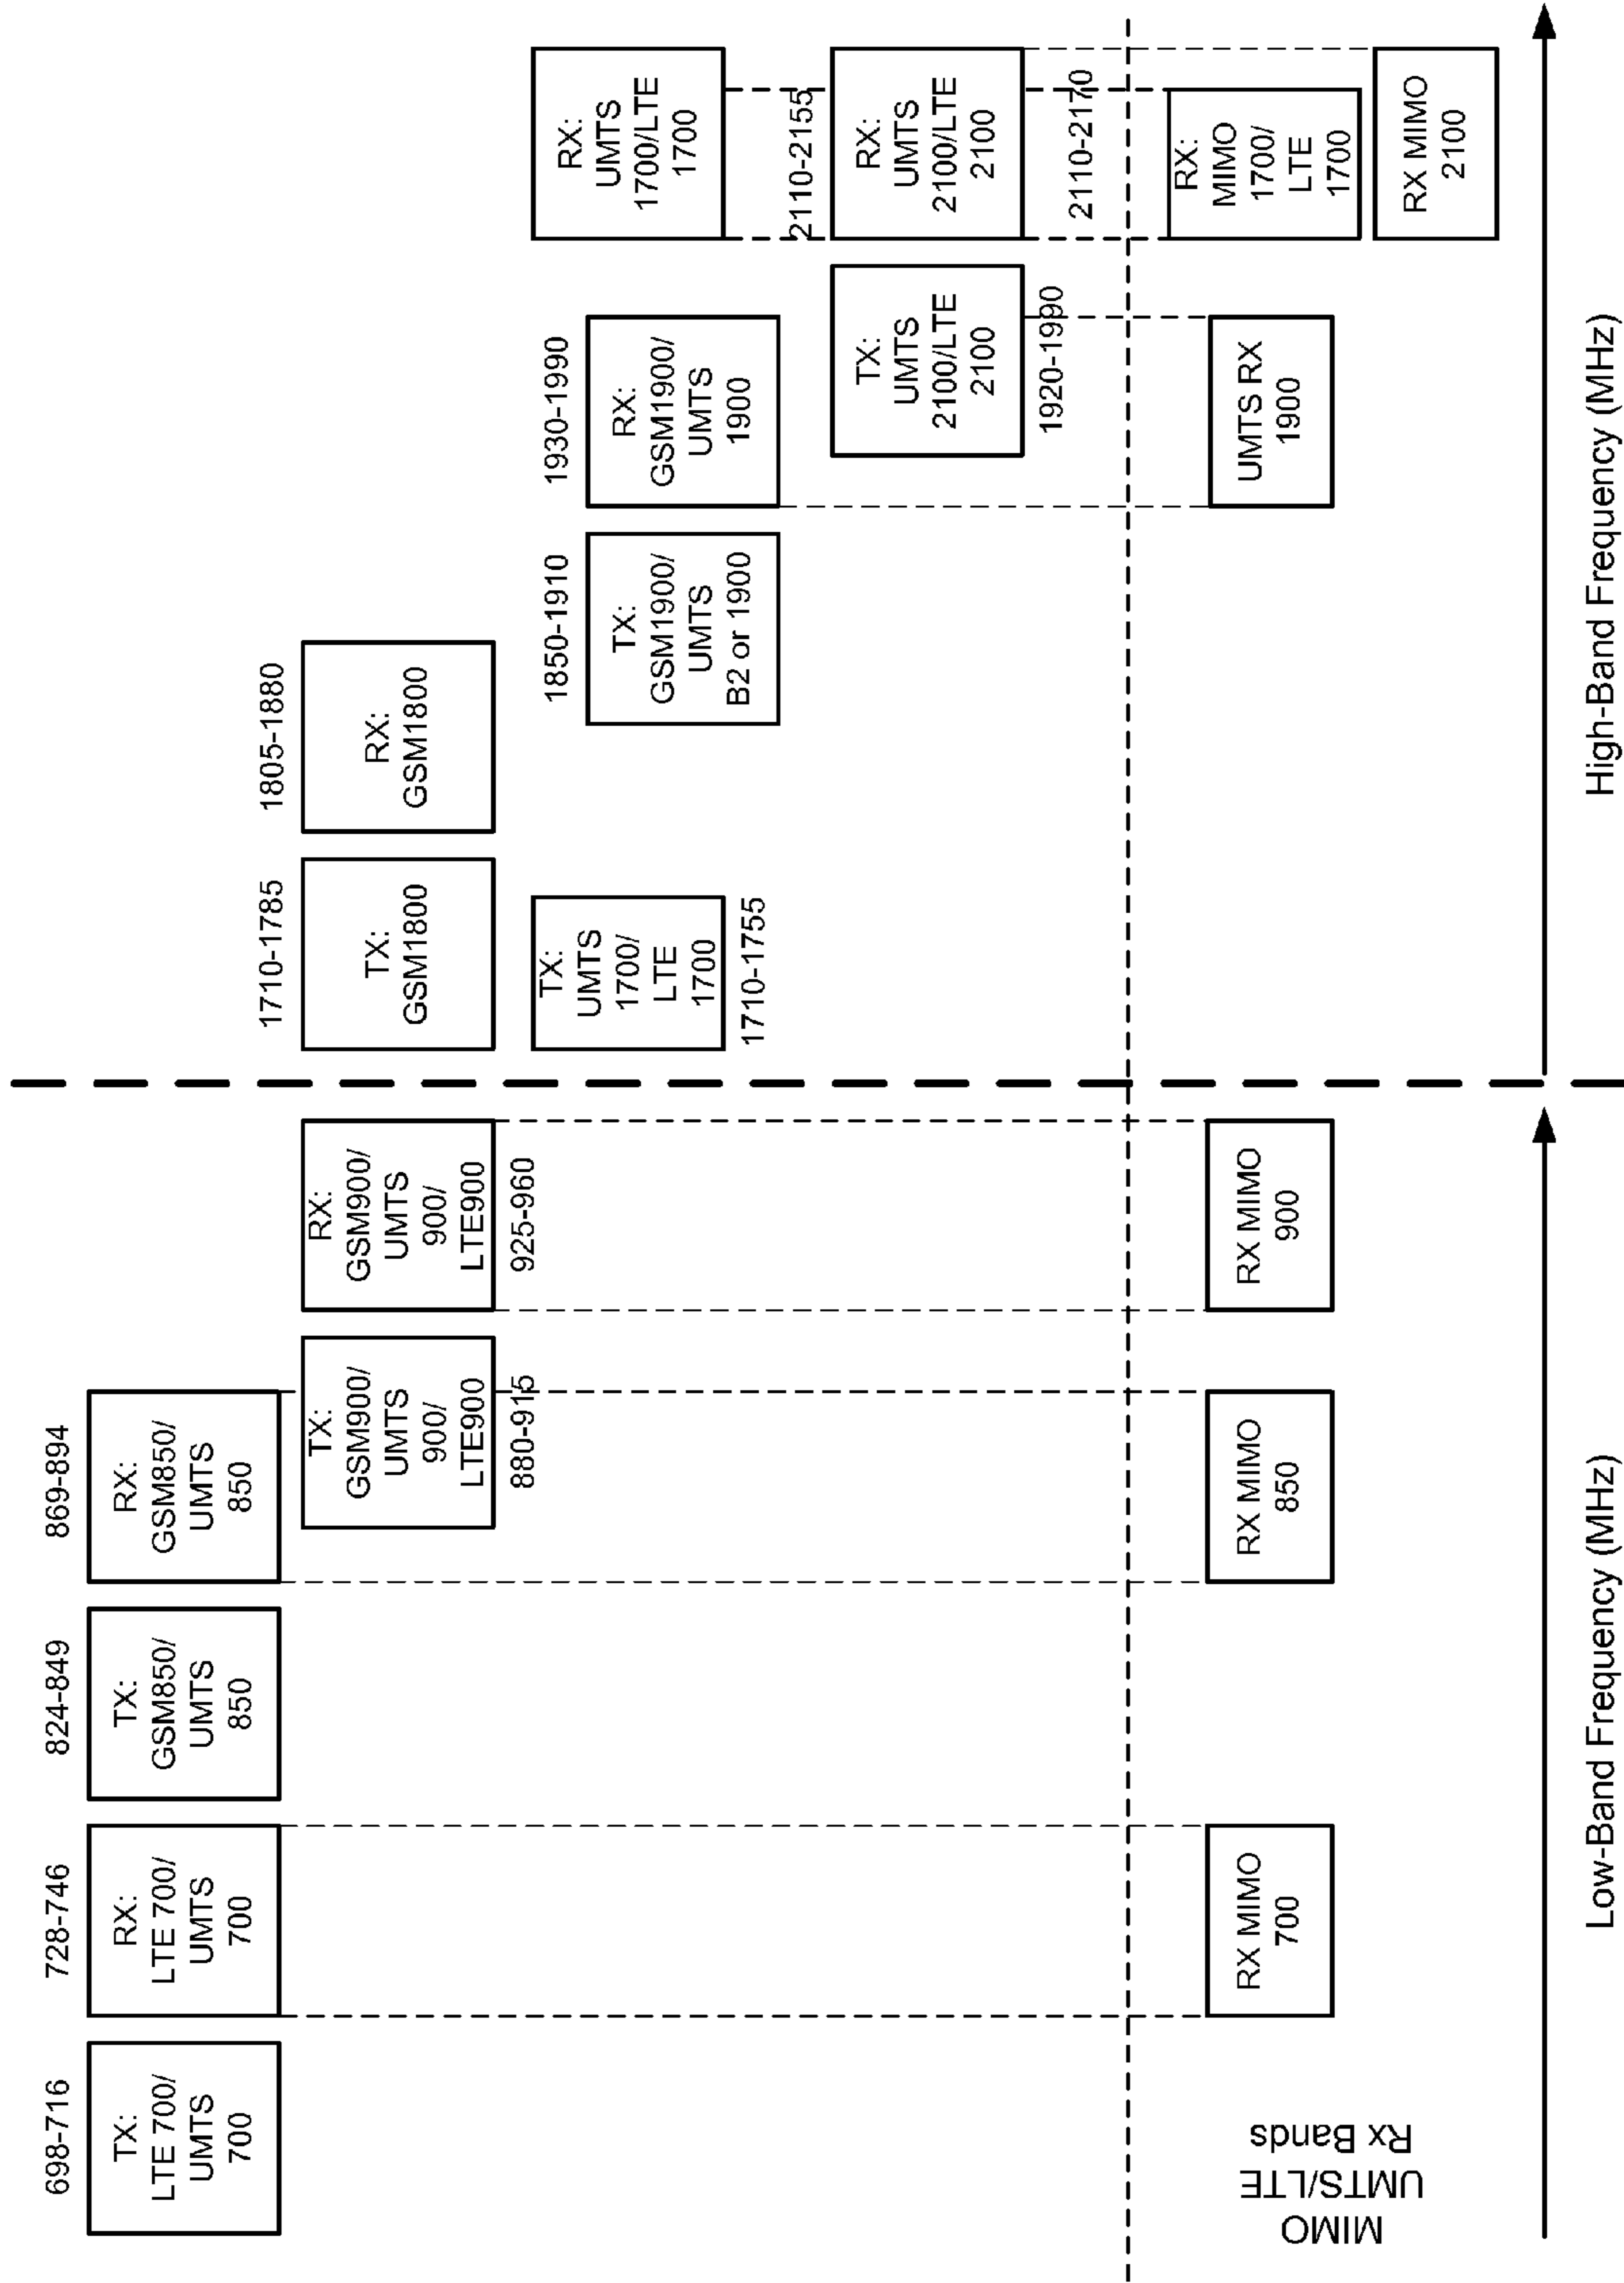 698-716
TX:
LTE 700/
UMTS
700
728-746
RX:
LTE 700/
UMTS
700
824-849
TX:
GSM850/
UMTS
850
869-894
RX:
GSM850/
UMTS
850
TX:
GSM900/
UMTS
900/
LTE900
880-915
RX:
GSM900/
UMTS
900/
LTE900
925-960
1710-1785
TX:
GSM1800
1805-1880
RX:
GSM1800
TX:
UMTS
1700/
LTE
1700
1710-1755
1850-1910
TX:
GSM1900/
UMTS
B2 or 1900
1930-1990
RX:
GSM1900/
UMTS
1900
RX:
UMTS
1700/LTE
1700
2110-2155
TX:
UMTS
2100/LTE
2100
1920-1990
RX:
UMTS
2100/LTE
2100
2110-2170
MIMO
UMTS/LTE
Rx Bands
RX MIMO
700
RX MIMO
850
RX MIMO
900
UMTS RX
1900
RX:
MIMO
1700/
LTE
1700
RX MIMO
2100
Low-Band Frequency (MHz)
High-Band Frequency (MHz)